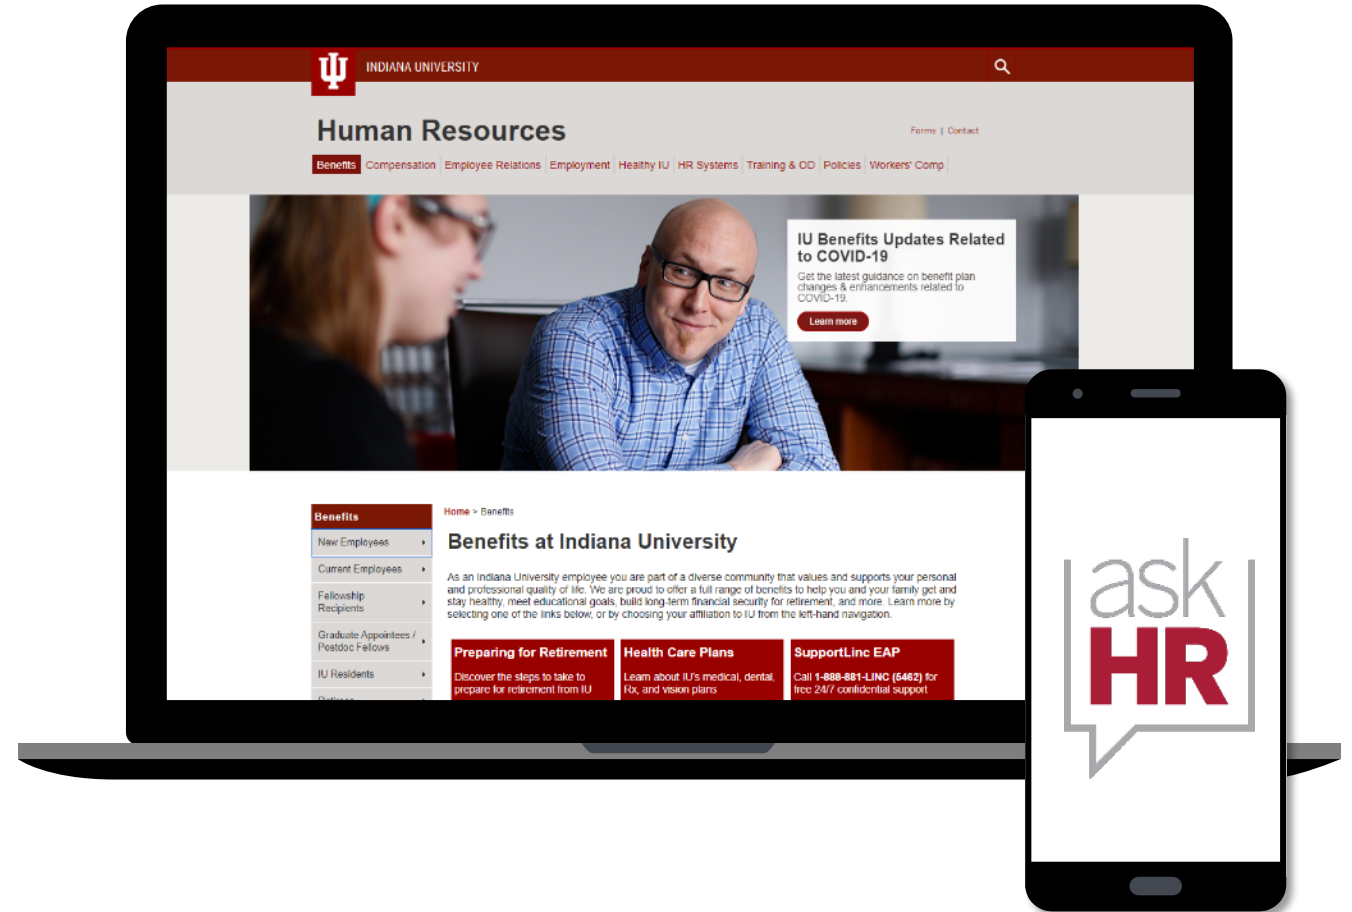 INDIANA UNIVERSITY
Human Resources
Forms | Contact
Benefits Compensation Employee Relations Employment Healthy IU HR Systems Training & OD Policies Workers' Comp
IU Benefits Updates Related
to COVID-19
Get the latest guidance on benefit plan
changes & enhancements related to
COVID-19.
Learn more
Benefits
New Employees
Current Employees
Fellowship
Recipients
Graduate Appointees /
Postdoc Fellows
IU Residents
Retirees
Home > Benefits
Benefits at Indiana University
As an Indiana University employee you are part of a diverse community that values and supports your personal
and professional quality of life. We are proud to offer a full range of benefits to help you and your family get and
stay healthy, meet educational goals, build long-term financial security for retirement, and more. Learn more by
selecting one of the links below, or by choosing your affiliation to IU from the left-hand navigation.
Preparing for Retirement
Discover the steps to take to
prepare for retirement from IU
Health Care Plans
Learn about IU's medical, dental,
Rx, and vision plans
SupportLinc EAP
Call 1-888-881-LINC (5462) for
free 24/7 confidential support
ask
HR